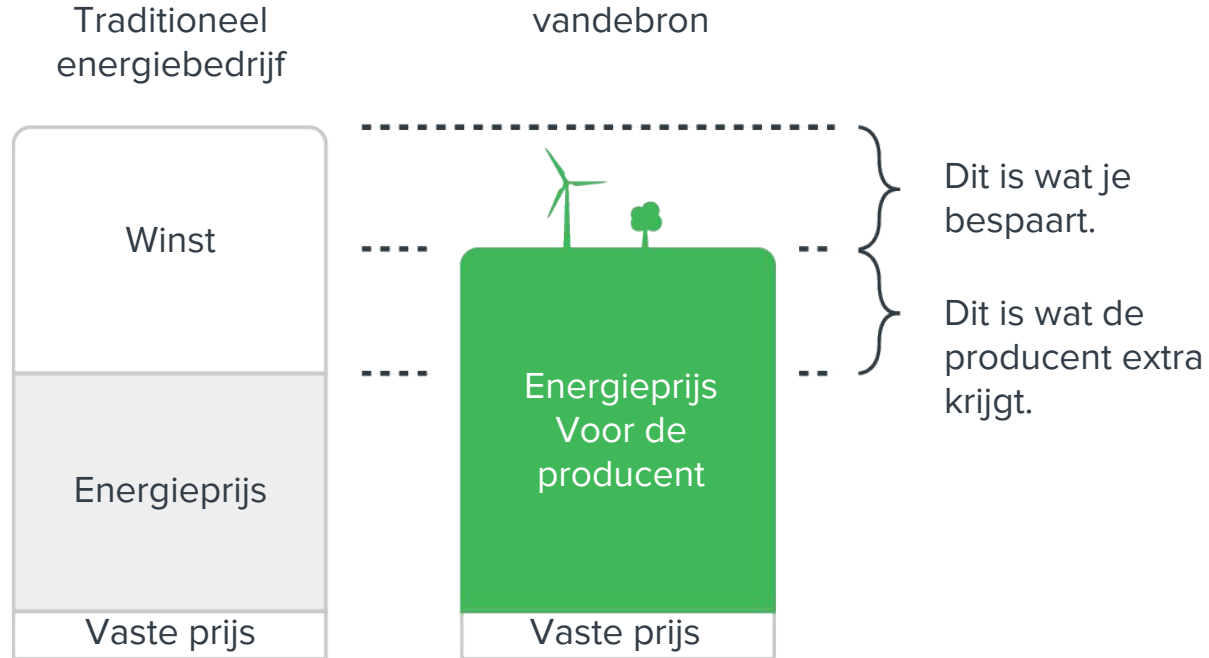 Traditioneel
energiebedrijf
vandebron
Winst
Energieprijs
Vaste prijs
Energieprijs
Voor de
producent
Vaste prijs
Dit is wat je
bespaart.
Dit is wat de
producent extra
krijgt.